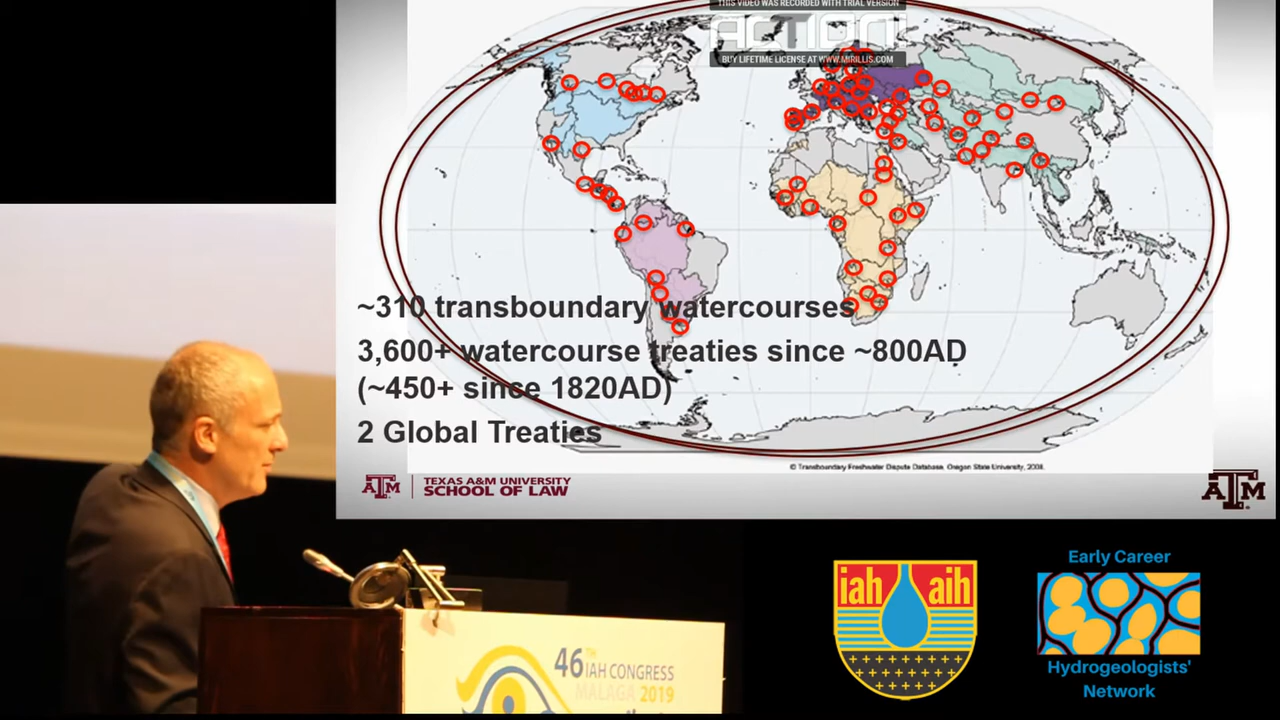 THIS VIDEO WAS RECORDED WITH TRIAL VERSION
ACTION!
BUY LIFETIME LICENSE AT WWW.MIRILLIS.COM
~310 transboundary watercourses
3,600+ watercourse treaties since ~800AD
(~450+ since 1820AD)
2 Global Treaties
© Transboundary Freshwater Dispute Database, Oregon State University, 2008.
ATM
TEXAS A&M UNIVERSITY
SCHOOL OF LAW
ATM
46TH
IAH CONGRESS
MALAGA 2019
iah aih
Early Career
Hydrogeologists'
Network